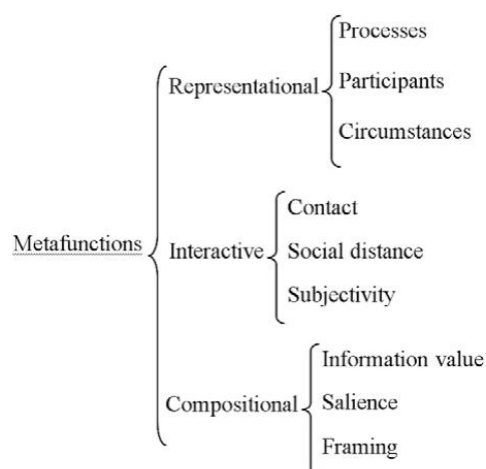 Metafunctions
Representational
Processes
Participants
Circumstances
Interactive
Contact
Social distance
Subjectivity
Compositional
Information value
Salience
Framing